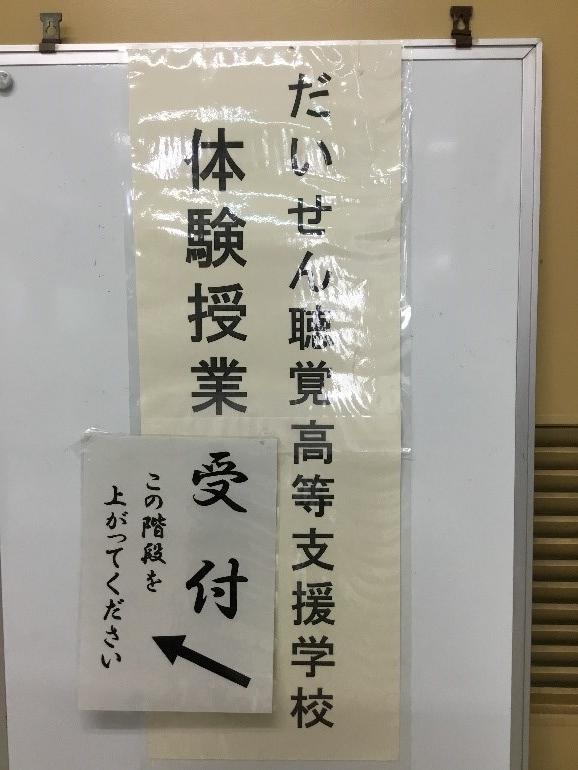 だいせん聴覚高等支援学校
体験授業
受付
この階段を
上がってください